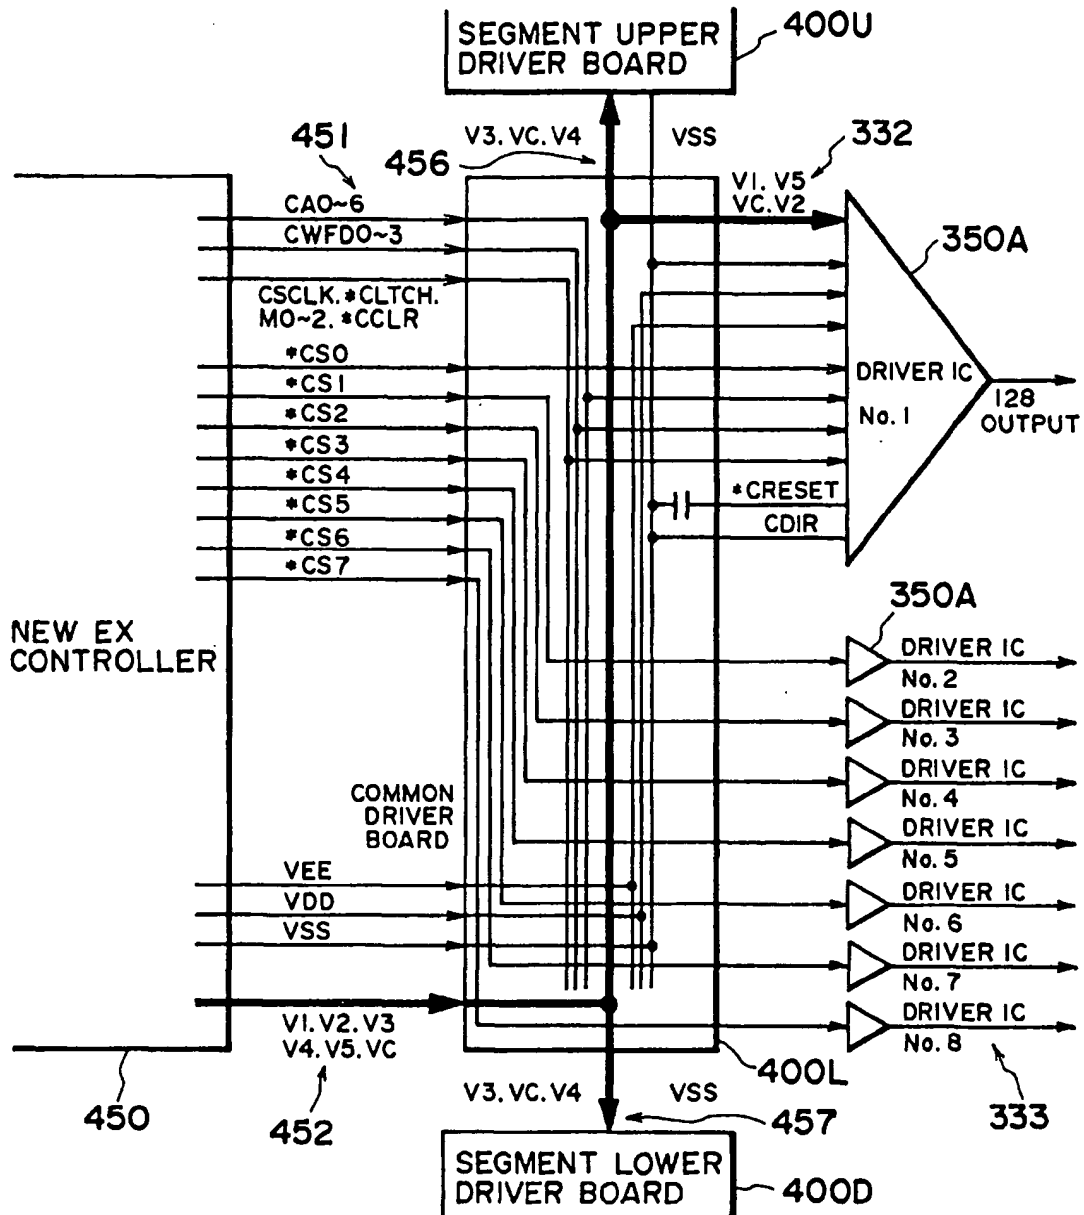 SEGMENT UPPER
DRIVER BOARD
400U
451
456
V3. VC. V4
VSS
332
V1. V5
VC. V2
CA0~6
CWFD0~3
CSCLK. *CLTCH.
M0~2. *CCLR
*CS0
*CS1
*CS2
*CS3
*CS4
*CS5
*CS6
*CS7
350A
DRIVER IC
No. 1
128
OUTPUT
*CRESET
CDIR
NEW EX
CONTROLLER
350A
DRIVER IC
No. 2
DRIVER IC
No. 3
DRIVER IC
No. 4
DRIVER IC
No. 5
DRIVER IC
No. 6
DRIVER IC
No. 7
DRIVER IC
No. 8
COMMON
DRIVER
BOARD
VEE
VDD
VSS
V1. V2. V3
V4. V5. VC
450
452
V3. VC. V4
VSS
400L
457
333
SEGMENT LOWER
DRIVER BOARD
400D